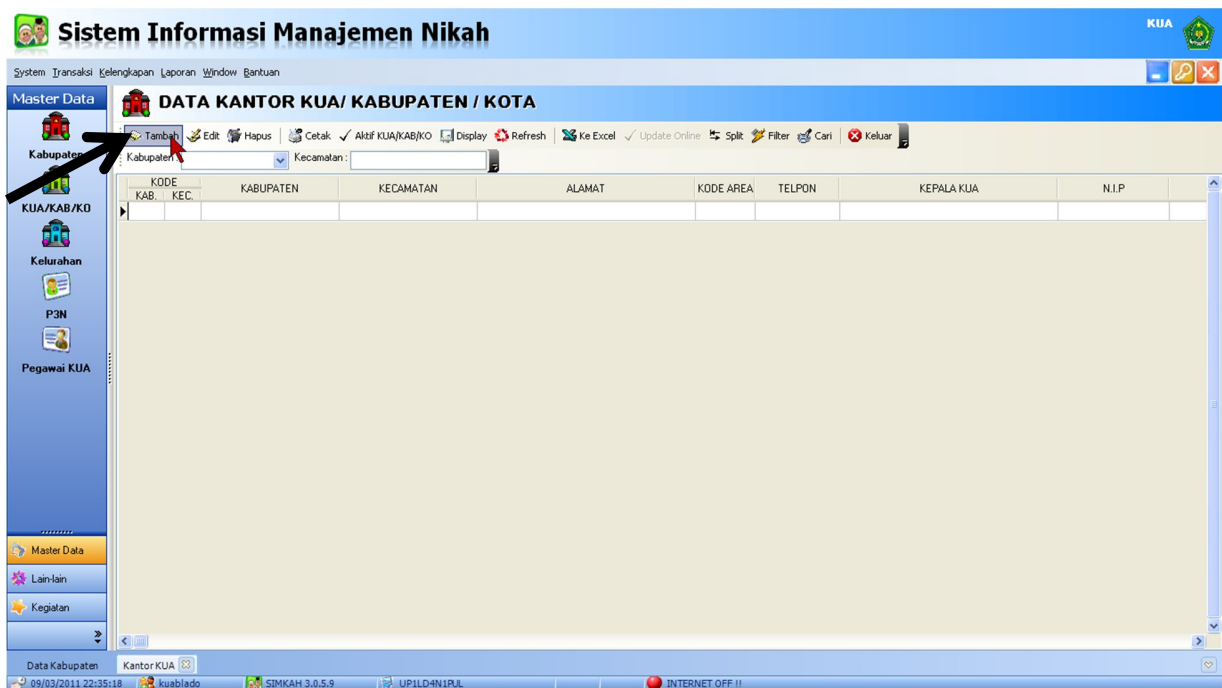 Sistem Informasi Manajemen Nikah
KUA
System Transaksi Kelengkapan Laporan Window Bantuan
Master Data
DATA KANTOR KUA/ KABUPATEN / KOTA
Tambah Edit Hapus Cetak Aktif KUA/KAB/KO Display Refresh Ke Excel Update Online Split Filter Cari Keluar
Kabupaten : Kecamatan :
KODE
KAB. KEC. KABUPATEN KECAMATAN ALAMAT KODE AREA TELPON KEPALA KUA N.I.P
Kabupaten
KUA/KAB/KO
Kelurahan
P3N
Pegawai KUA
Master Data
Lain-lain
Kegiatan
Data Kabupaten Kantor KUA
09/03/2011 22:35:18 kuablado SIMKAH 3.0.5.9 UP1LD4N1PUL INTERNET OFF !!